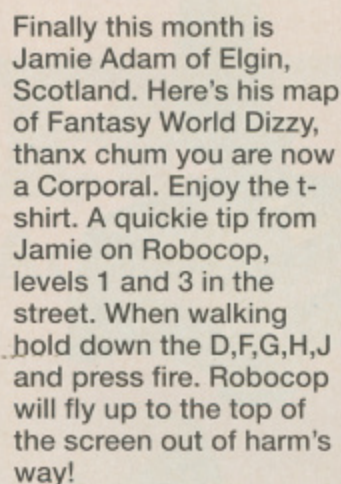 Finally this month is
Jamie Adam of Elgin,
Scotland. Here's his map
of Fantasy World Dizzy,
thanx chum you are now
a Corporal. Enjoy the t-
shirt. A quickie tip from
Jamie on Robocop,
levels 1 and 3 in the
street. When walking
hold down the D,F,G,H,J
and press fire. Robocop
will fly up to the top of
the screen out of harm's
way!